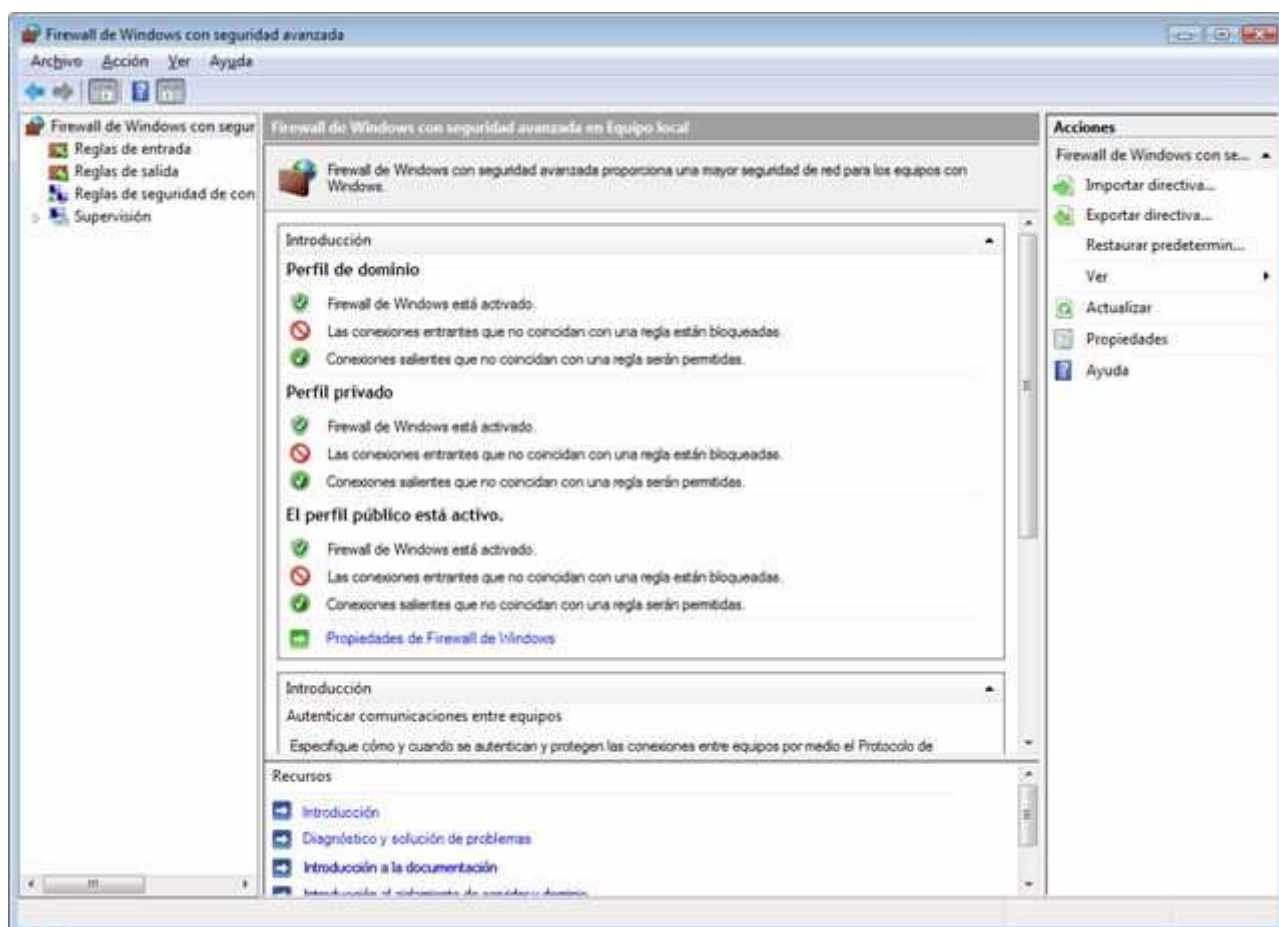 Firewall de Windows con seguridad avanzada
Archivo Acción Ver Ayuda
Firewall de Windows con segur
Reglas de entrada
Reglas de salida
Reglas de seguridad de con
Supervisión
Firewall de Windows con seguridad avanzada en Equipo local
Firewall de Windows con seguridad avanzada proporciona una mayor seguridad de red para los equipos con
Windows.
Introducción
Perfil de dominio
Firewall de Windows está activado.
Las conexiones entrantes que no coincidan con una regla están bloqueadas.
Conexiones salientes que no coincidan con una regla serán permitidas.
Perfil privado
Firewall de Windows está activado.
Las conexiones entrantes que no coincidan con una regla están bloqueadas.
Conexiones salientes que no coincidan con una regla serán permitidas.
El perfil público está activo.
Firewall de Windows está activado.
Las conexiones entrantes que no coincidan con una regla están bloqueadas.
Conexiones salientes que no coincidan con una regla serán permitidas.
Propiedades de Firewall de Windows
Introducción
Autenticar comunicaciones entre equipos
Especifique cómo y cuando se autentican y protegen las conexiones entre equipos por medio el Protocolo de
Recursos
Introducción
Diagnóstico y solución de problemas
Introducción a la documentación
Introducción al aislamiento de servidor y dominio
Acciones
Firewall de Windows con se...
Importar directiva...
Exportar directiva...
Restaurar predetermin...
Ver
Actualizar
Propiedades
Ayuda